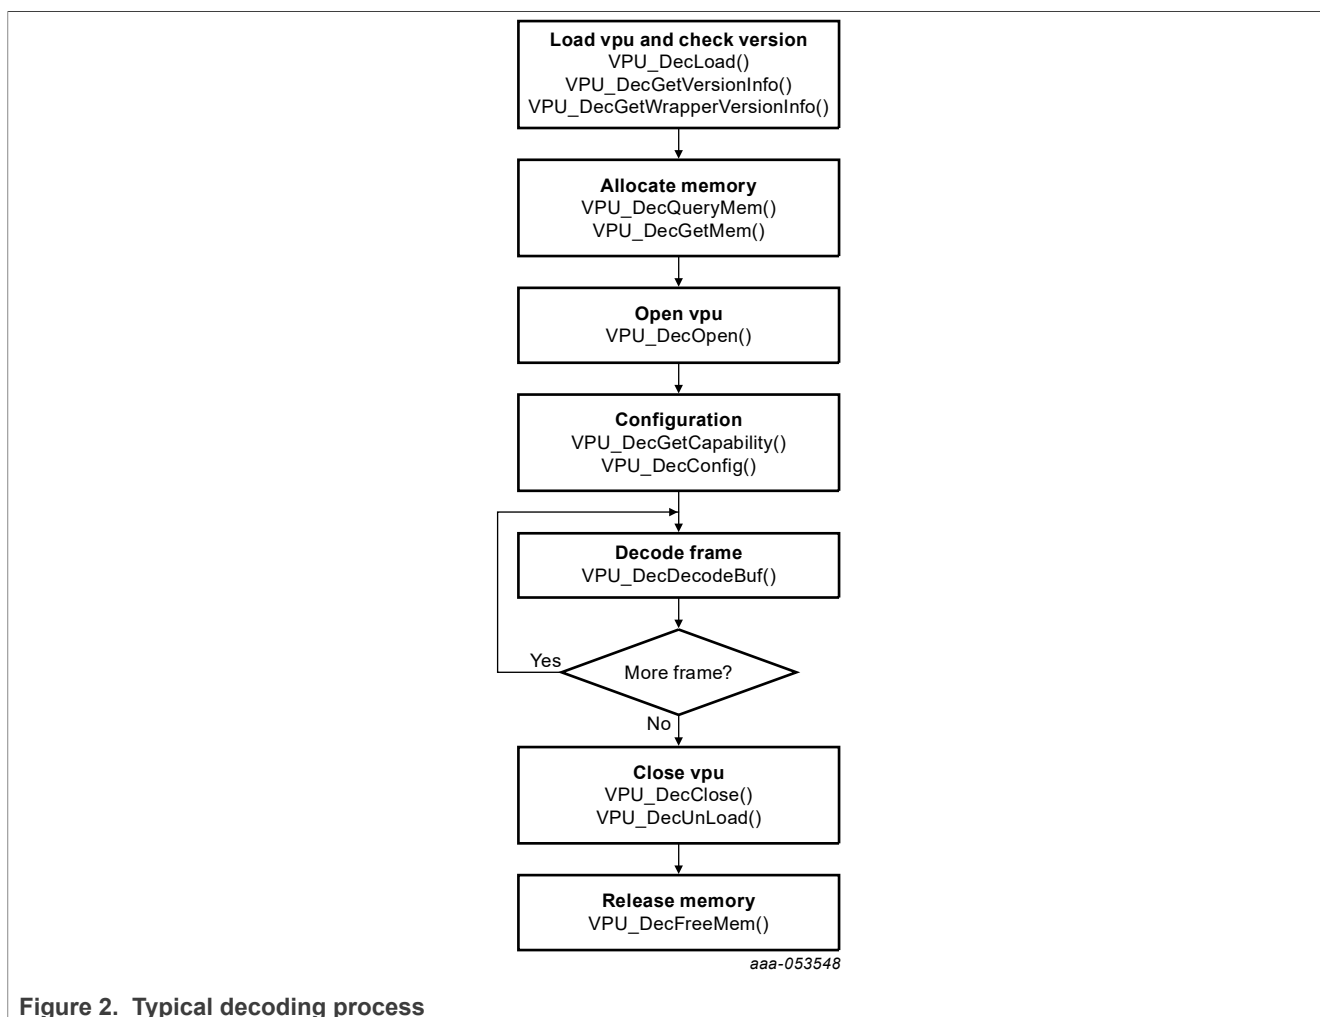 Load vpu and check version
VPU_DecLoad()
VPU_DecGetVersionInfo()
VPU_DecGetWrapperVersionInfo()
Allocate memory
VPU_DecQueryMem()
VPU_DecGetMem()
Open vpu
VPU_DecOpen()
Configuration
VPU_DecGetCapability()
VPU_DecConfig()
Decode frame
VPU_DecDecodeBuf()
Yes
More frame?
No
Close vpu
VPU_DecClose()
VPU_DecUnLoad()
Release memory
VPU_DecFreeMem()
aaa-053548
Figure 2. Typical decoding process